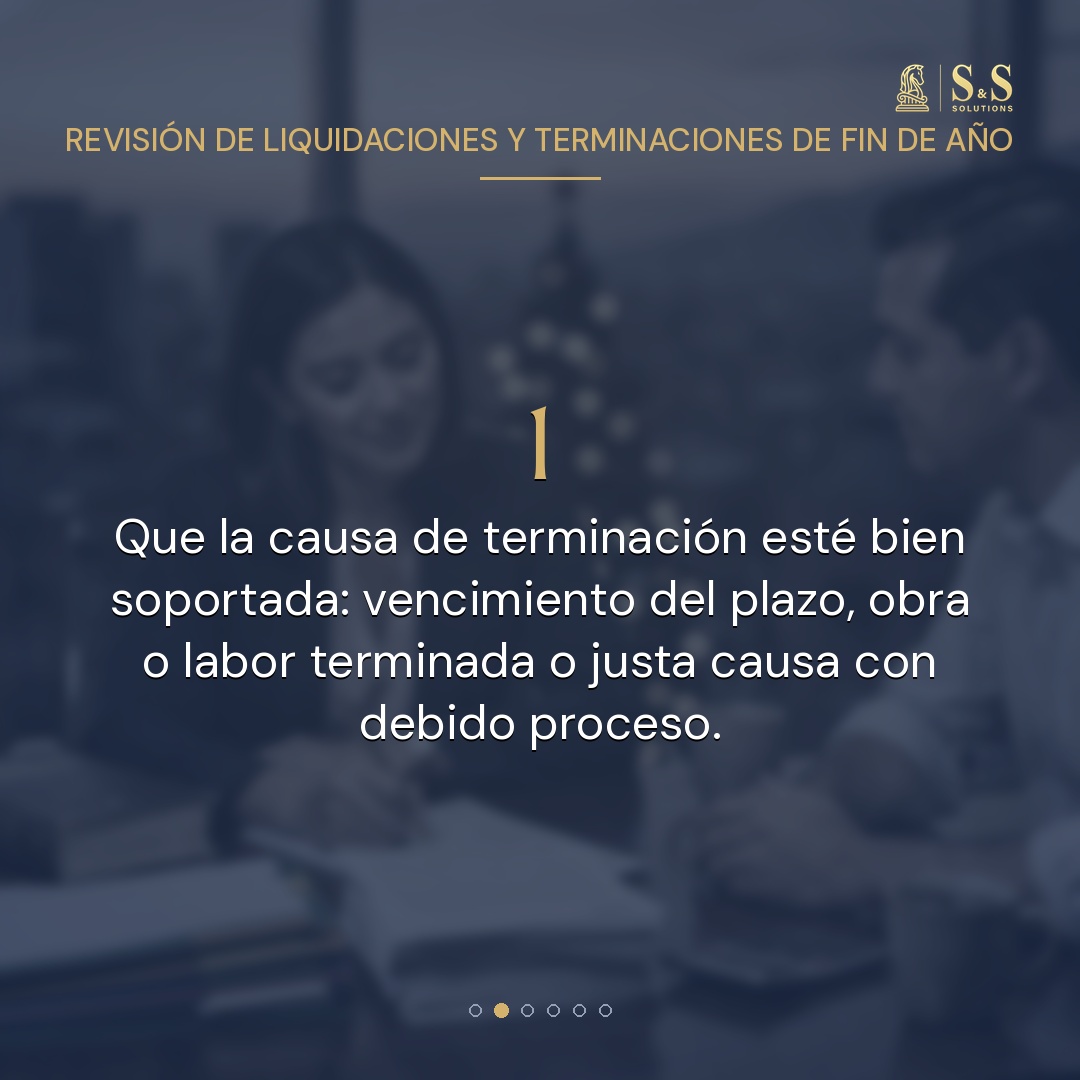 S&S
SOLUTIONS
REVISIÓN DE LIQUIDACIONES Y TERMINACIONES DE FIN DE AÑO
1
Que la causa de terminación esté bien
soportada: vencimiento del plazo, obra
o labor terminada o justa causa con
debido proceso.